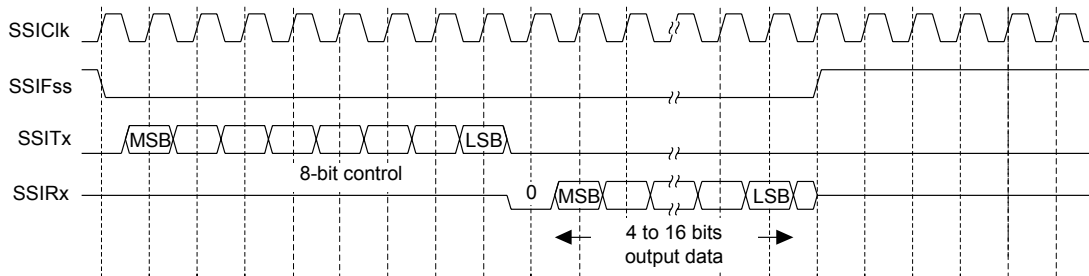 SSIClk
SSIFss
SSITx
MSB
LSB
8-bit control
SSIRx
0
MSB
LSB
4 to 16 bits
output data